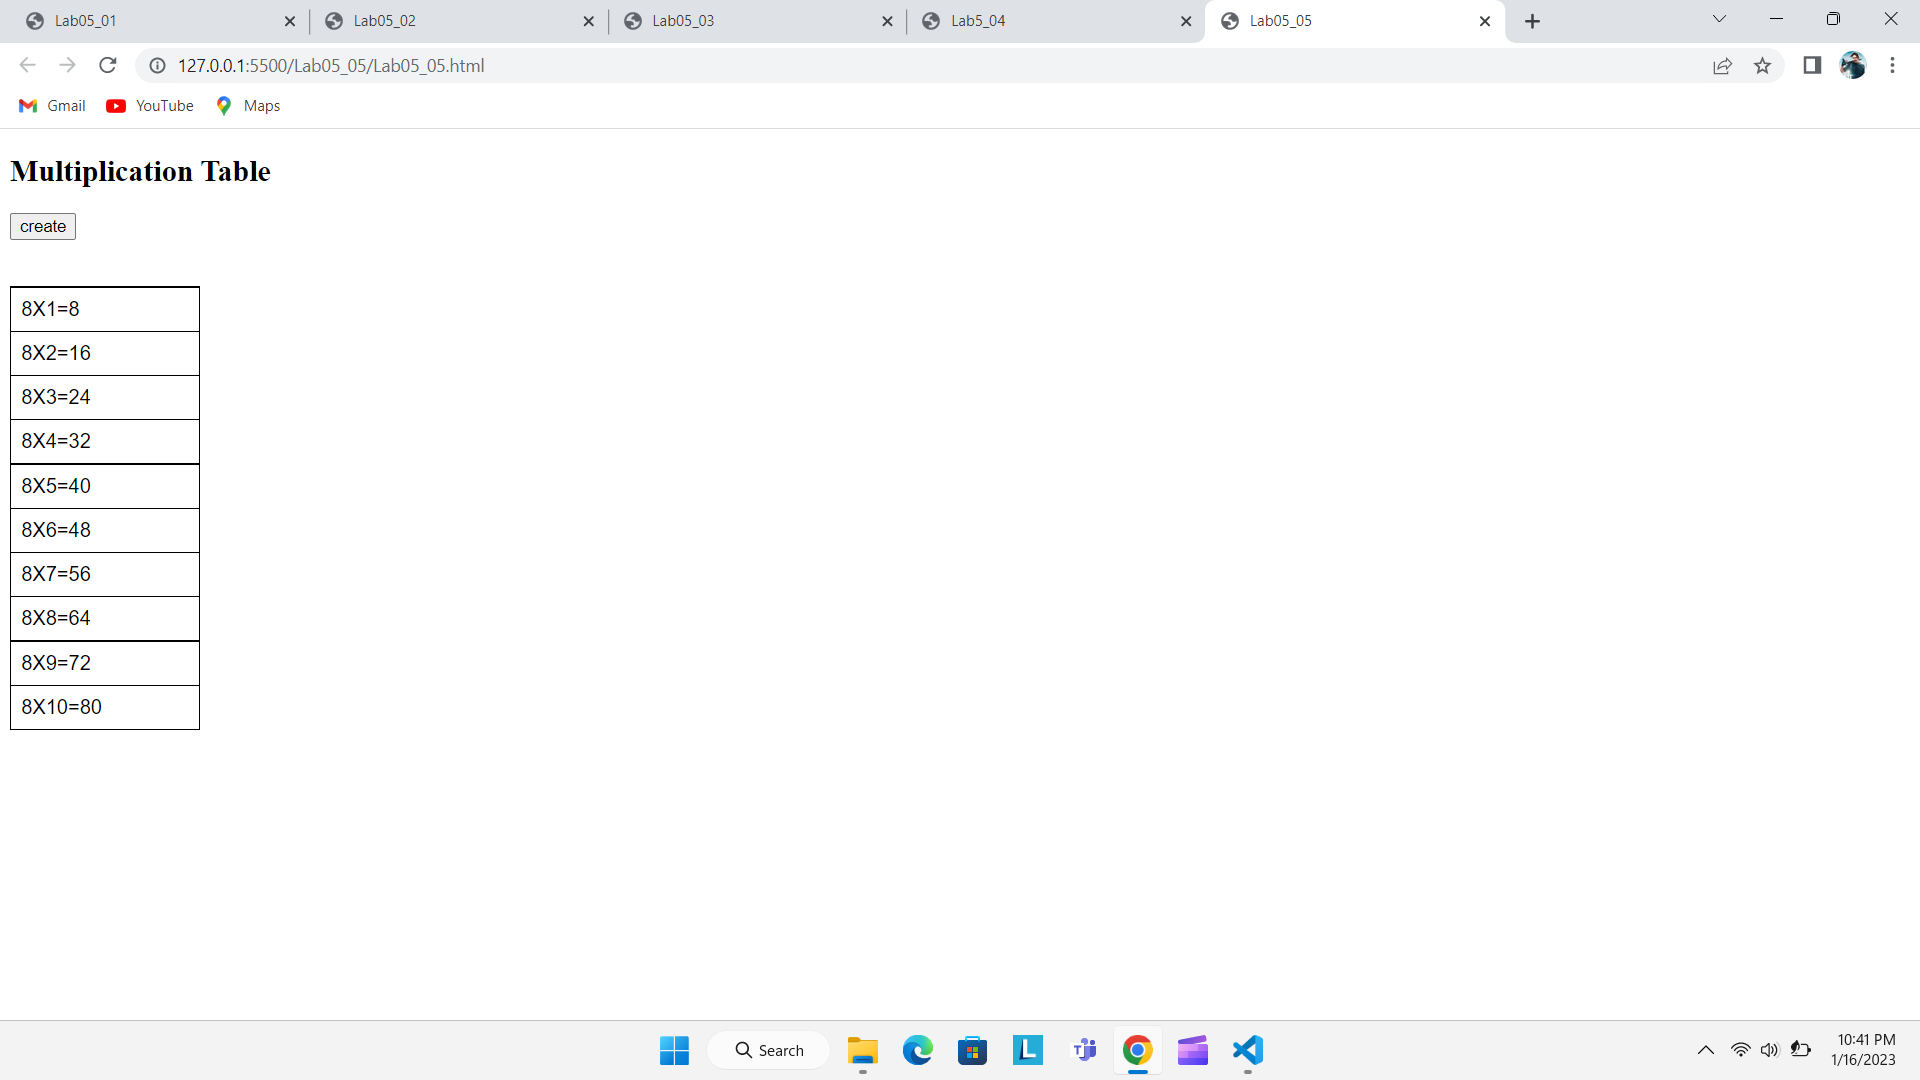 Lab05_01 Lab05_02 Lab05_03 Lab5_04 Lab05_05
127.0.0.1:5500/Lab05_05/Lab05_05.html
Gmail YouTube Maps
Multiplication Table
create
8X1=8
8X2=16
8X3=24
8X4=32
8X5=40
8X6=48
8X7=56
8X8=64
8X9=72
8X10=80
Search
10:41 PM
1/16/2023